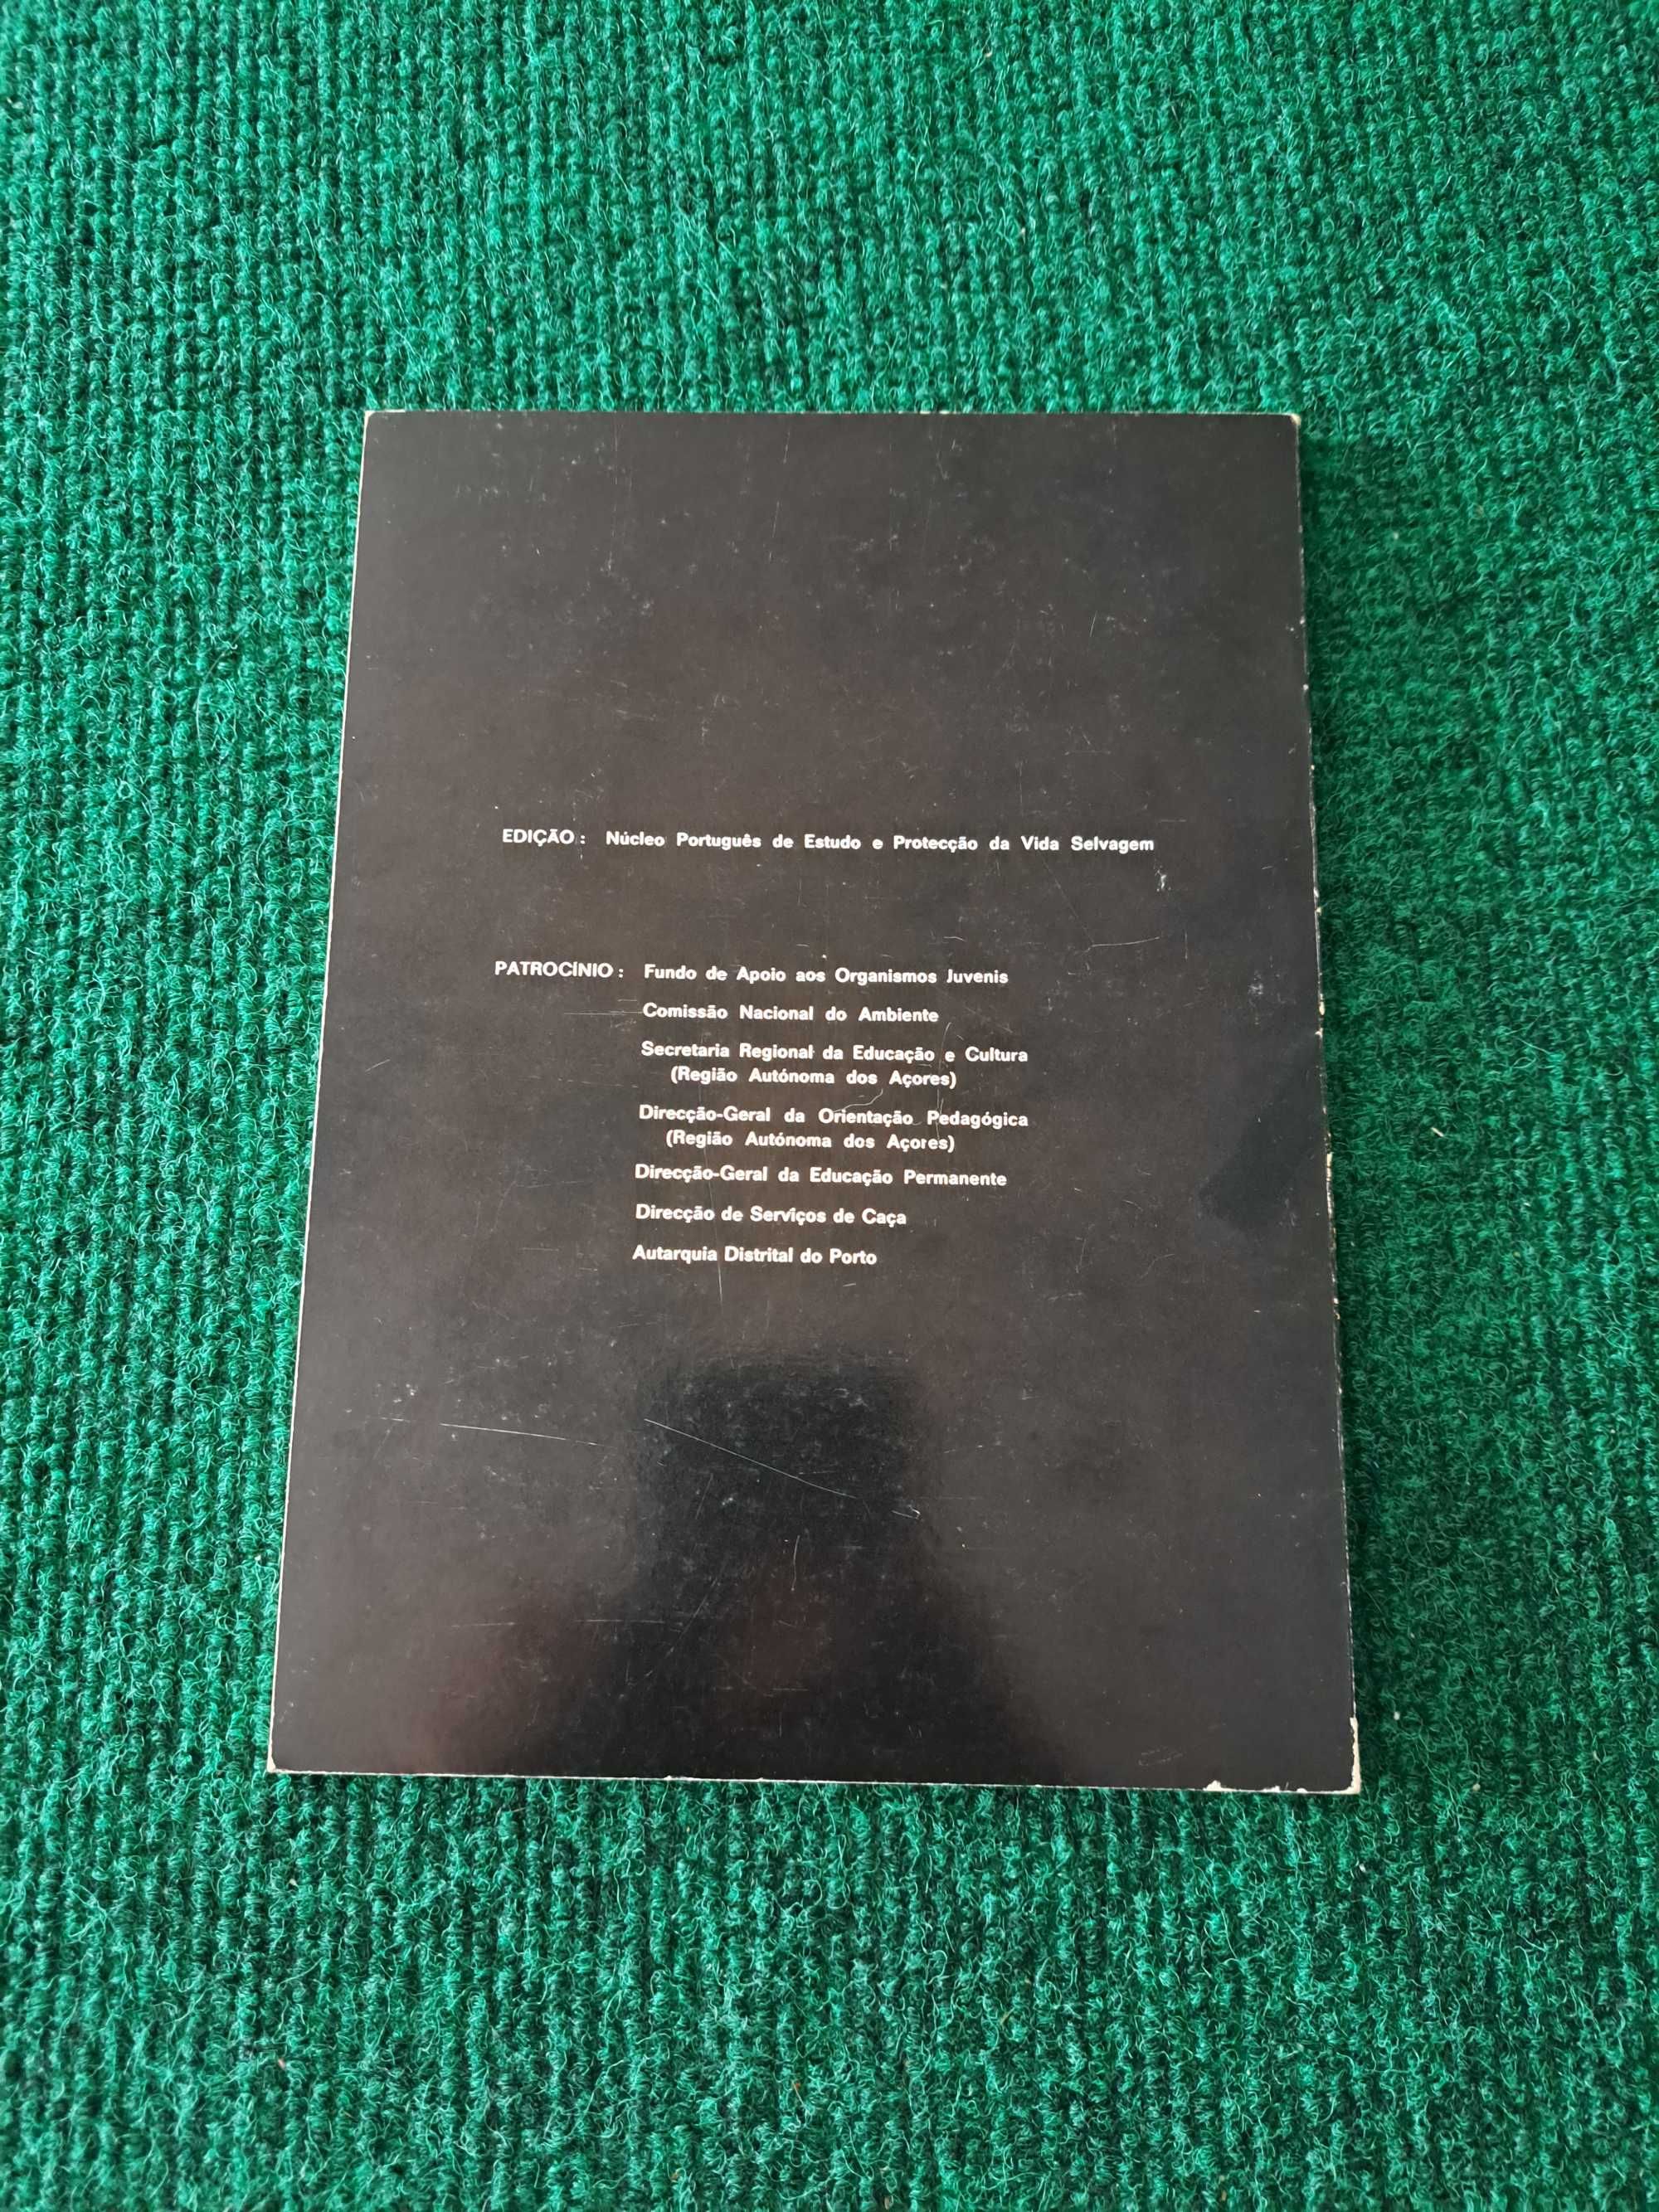 EDIÇÃO: Núcleo Português de Estudo e Protecção da Vida Selvagem
PATROCÍNIO: Fundo de Apoio aos Organismos Juvenis
Comissão Nacional do Ambiente
Secretaria Regional da Educação e Cultura
(Região Autónoma dos Açores)
Direcção-Geral da Orientação Pedagógica
(Região Autónoma dos Açores)
Direcção-Geral da Educação Permanente
Direcção de Serviços de Caça
Autarquia Distrital do Porto